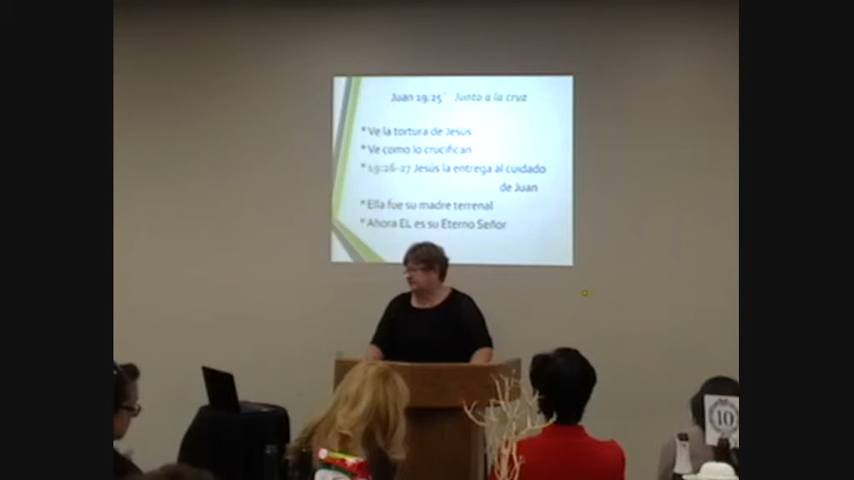 Juan 19:25 Junto a la cruz
* Ve la tortura de Jesús
* Ve como lo crucifican
* 19:26-27 Jesús la entrega al cuidado
de Juan
* Ella fue su madre terrenal
* Ahora EL es su Eterno Señor
10